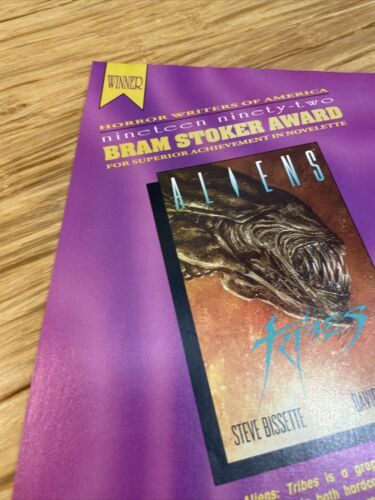 WINNER
HORROR WRITERS OF AMERICA
nineteen ninety-two
BRAM STOKER AWARD
FOR SUPERIOR ACHIEVEMENT IN NOVELETTE
ALIENS
tribes
STEVE BISSETTE
DAVID
Aliens: Tribes is a